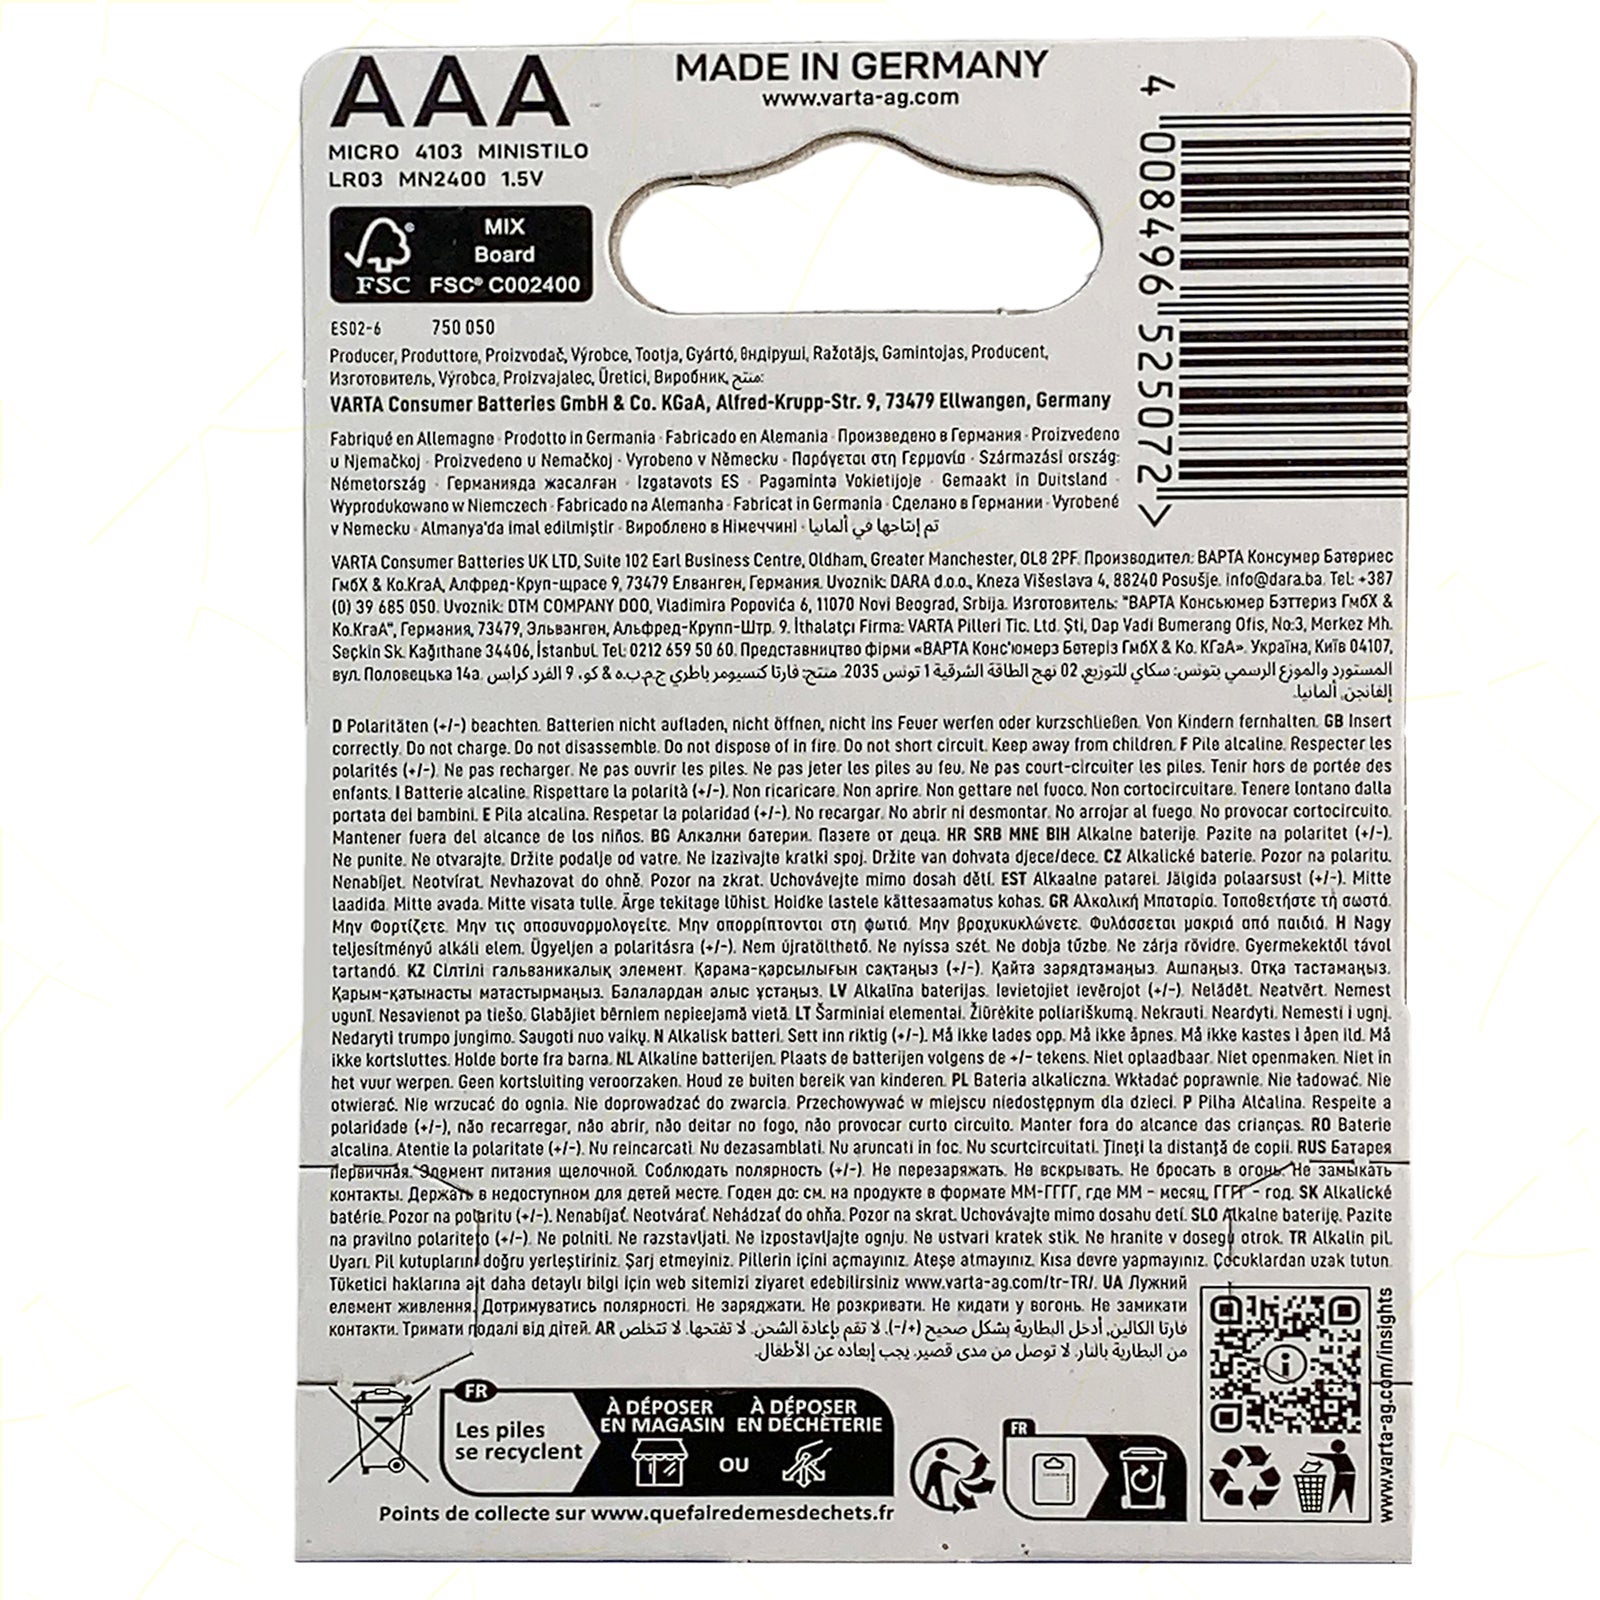 AAA
MICRO 4103 MINISTILO
LR03 MN2400 1.5V
MADE IN GERMANY
www.varta-ag.com
4 008496 525072 >
FSC
MIX
Board
FSC® C002400
ES02-6 750 050
Producer, Produttore, Proizvodač, Výrobce, Tootja, Gyártó, Өндіруші, Ražotājs, Gamintojas, Producent,
Изготовитель, Výrobca, Proizvajalec, Üretici, Виробник, منتج:
VARTA Consumer Batteries GmbH & Co. KGaA, Alfred-Krupp-Str. 9, 73479 Ellwangen, Germany
Fabriqué en Allemagne · Prodotto in Germania · Fabricado en Alemania · Произведено в Германия · Proizvedeno
u Njemačkoj · Proizvedeno u Nemačkoj · Vyrobeno v Německu · Παράγεται στη Γερμανία · Származási ország:
Németország · Германияда жасалған · Izgatavots ES · Pagaminta Vokietijoje · Gemaakt in Duitsland ·
Wyprodukowano w Niemczech · Fabricado na Alemanha · Fabricat in Germania · Сделано в Германии · Vyrobené
v Nemecku · Almanya'da imal edilmiştir · Вироблено в Німеччині · تم إنتاجها في ألمانيا
VARTA Consumer Batteries UK LTD, Suite 102 Earl Business Centre, Oldham, Greater Manchester, OL8 2PF. Производител: ВАРТА Консумер Батериес
ГмбХ & Ко.КгаА, Алфред-Круп-щрасе 9, 73479 Елванген, Германия. Uvoznik: DARA d.o.o., Kneza Višeslava 4, 88240 Posušje. info@dara.ba. Tel: +387
(0) 39 685 050. Uvoznik: DTM COMPANY DOO, Vladimira Popovića 6, 11070 Novi Beograd, Srbija. Изготовитель: "ВАРТА Консьюмер Бэттериз ГмбХ &
Ко.КгаА", Германия, 73479, Эльванген, Альфред-Крупп-Штр. 9. İthalatçı Firma: VARTA Pilleri Tic. Ltd. Şti, Dap Vadi Bumerang Ofis, No:3, Merkez Mh.
Seçkin Sk. Kağıthane 34406, İstanbul. Tel: 0212 659 50 60. Представництво фірми «ВАРТА Конс'юмерз Бетеріз ГмбХ & Ко. КГаА». Україна, Київ 04107,
вул. Половецька 14а. المستورد والموزع الرسمي بتونس: سكاي للتوزيع, 02 نهج الطاقة الشرقية 1 تونس 2035. منتج: فارتا كنسيومر باطري ج.م.ب.ه & كو, 9 الفرد كرابس
إلفانجن, ألمانيا.
D Polaritäten (+/-) beachten. Batterien nicht aufladen, nicht öffnen, nicht ins Feuer werfen oder kurzschließen. Von Kindern fernhalten. GB Insert
correctly. Do not charge. Do not disassemble. Do not dispose of in fire. Do not short circuit. Keep away from children. F Pile alcaline. Respecter les
polarités (+/-). Ne pas recharger. Ne pas ouvrir les piles. Ne pas jeter les piles au feu. Ne pas court-circuiter les piles. Tenir hors de portée des
enfants. I Batterie alcaline. Rispettare la polarità (+/-). Non ricaricare. Non aprire. Non gettare nel fuoco. Non cortocircuitare. Tenere lontano dalla
portata dei bambini. E Pila alcalina. Respetar la polaridad (+/-). No recargar. No abrir ni desmontar. No arrojar al fuego. No provocar cortocircuito.
Mantener fuera del alcance de los niños. BG Алкални батерии. Пазете от деца. HR SRB MNE BIH Alkalne baterije. Pazite na polaritet (+/-).
Ne punite. Ne otvarajte. Držite podalje od vatre. Ne izazivajte kratki spoj. Držite van dohvata djece/dece. CZ Alkalické baterie. Pozor na polaritu.
Nenabíjet. Neotvírat. Nevhazovat do ohně. Pozor na zkrat. Uchovávejte mimo dosah dětí. EST Alkaalne patarei. Jälgida polaarsust (+/-). Mitte
laadida. Mitte avada. Mitte visata tulle. Ärge tekitage lühist. Hoidke lastele kättesaamatus kohas. GR Αλκαλική Μπαταρία. Τοποθετήστε τή σωστά.
Μην Φορτίζετε. Μην τις αποσυναρμολογείτε. Μην απορρίπτονται στη φωτιά. Μην βραχυκυκλώνετε. Φυλάσσεται μακριά από παιδιά. H Nagy
teljesítményű alkáli elem. Ügyeljen a polaritásra (+/-). Nem újratölthető. Ne nyissa szét. Ne dobja tűzbe. Ne zárja rövidre. Gyermekektől távol
tartandó. KZ Сілтілі гальваникалық элемент. Қарама-қарсылығын сақтаңыз (+/-). Қайта зарядтамаңыз. Ашпаңыз. Отқа тастамаңыз.
Қарым-қатынасты матастырмаңыз. Балалардан алыс ұстаңыз. LV Alkalīna baterijas. Ievietojiet ievērojot (+/-). Nelādēt. Neatvērt. Nemest
ugunī. Nesavienot pa tiešo. Glabājiet bērniem nepieejamā vietā. LT Šarminiai elementai. Žiūrėkite poliariškumą. Nekrauti. Neardyti. Nemesti i ugnį.
Nedaryti trumpo jungimo. Saugoti nuo vaikų. N Alkalisk batteri. Sett inn riktig (+/-). Må ikke lades opp. Må ikke åpnes. Må ikke kastes i åpen ild. Må
ikke kortsluttes. Holde borte fra barna. NL Alkaline batterijen. Plaats de batterijen volgens de +/- tekens. Niet oplaadbaar. Niet openmaken. Niet in
het vuur werpen. Geen kortsluiting veroorzaken. Houd ze buiten bereik van kinderen. PL Bateria alkaliczna. Wkładać poprawnie. Nie ładować. Nie
otwierać. Nie wrzucać do ognia. Nie doprowadzać do zwarcia. Przechowywać w miejscu niedostępnym dla dzieci. P Pilha Alcalina. Respeite a
polaridade (+/-), não recarregar, não abrir, não deitar no fogo, não provocar curto circuito. Manter fora do alcance das crianças. RO Baterie
alcalina. Atentie la polaritate (+/-). Nu reincarcati. Nu dezasamblati. Nu aruncati in foc. Nu scurtcircuitati. Ţineţi la distanţă de copii. RUS Батарея
первичная. Элемент питания щелочной. Соблюдать полярность (+/-). Не перезаряжать. Не вскрывать. Не бросать в огонь. Не замыкать
контакты. Держать в недоступном для детей месте. Годен до: см. на продукте в формате ММ-ГГГГ, где ММ - месяц, ГГГГ - год. SK Alkalické
batérie. Pozor na polaritu (+/-). Nenabíjať. Neotvárať. Nehádzať do ohňa. Pozor na skrat. Uchovávajte mimo dosahu detí. SLO Alkalne baterije. Pazite
na pravilno polariteto (+/-). Ne polniti. Ne razstavljati. Ne izpostavljajte ognju. Ne ustvari kratek stik. Ne hranite v dosegu otrok. TR Alkalin pil.
Uyarı. Pil kutuplarını doğru yerleştiriniz. Şarj etmeyiniz. Pillerin içini açmayınız. Ateşe atmayınız. Kısa devre yapmayınız. Çocuklardan uzak tutun.
Tüketici haklarına ait daha detaylı bilgi için web sitemizi ziyaret edebilirsiniz www.varta-ag.com/tr-TR/. UA Лужний
елемент живлення. Дотримуватись полярності. Не заряджати. Не розкривати. Не кидати у вогонь. Не замикати
контакти. Тримати подалі від дітей. AR فارتا الكالين, أدخل البطارية بشكل صحيح (+/-). لا تقم بإعادة الشحن. لا تفتحها. لا تتخلص
من البطارية بالنار. لا توصل من مدى قصير. يجب إبعاده عن الأطفال.
FR
Les piles
se recyclent
À DÉPOSER
EN MAGASIN
OU
À DÉPOSER
EN DÉCHÈTERIE
Points de collecte sur www.quefairedemesdechets.fr
FR
www.varta-ag.com/insights